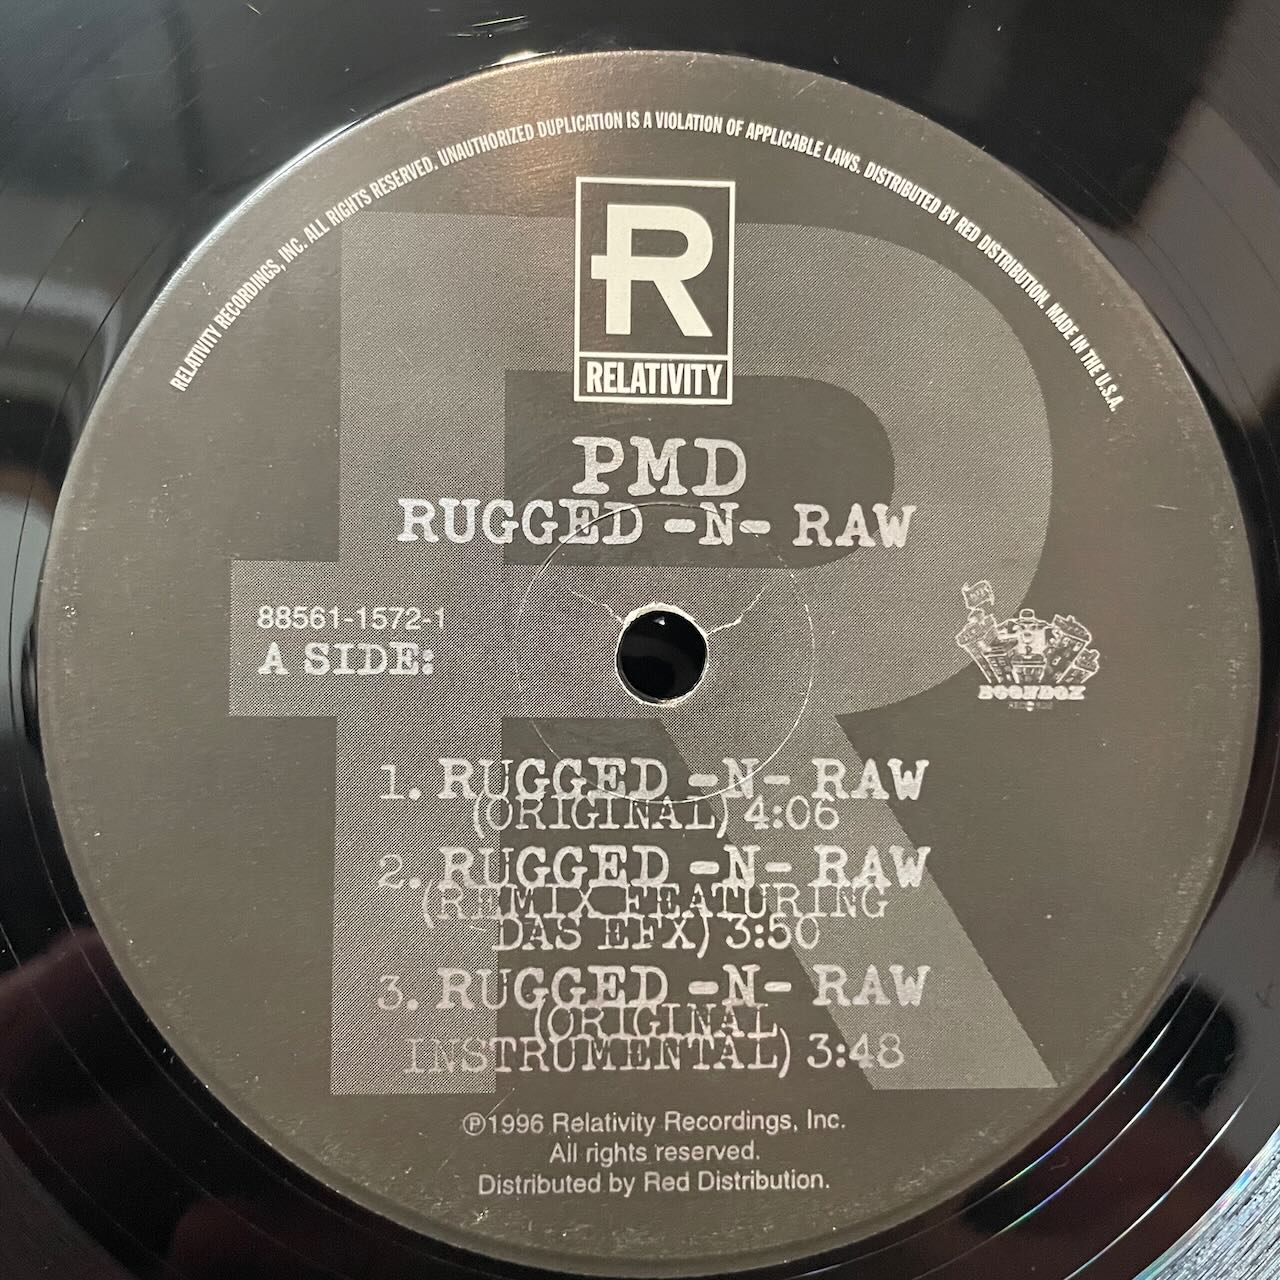 RELATIVITY RECORDINGS, INC. ALL RIGHTS RESERVED. UNAUTHORIZED DUPLICATION IS A VIOLATION OF APPLICABLE LAWS. DISTRIBUTED BY RED DISTRIBUTION. MADE IN THE U.S.A.
R
RELATIVITY
PMD
RUGGED -N- RAW
88561-1572-1
A SIDE:
BOONDOX
RECORDS
1. RUGGED -N- RAW
(ORIGINAL) 4:06
2. RUGGED -N- RAW
(REMIX FEATURING
DAS EFX) 3:50
3. RUGGED -N- RAW
(ORIGINAL
INSTRUMENTAL) 3:48
℗1996 Relativity Recordings, Inc.
All rights reserved.
Distributed by Red Distribution.